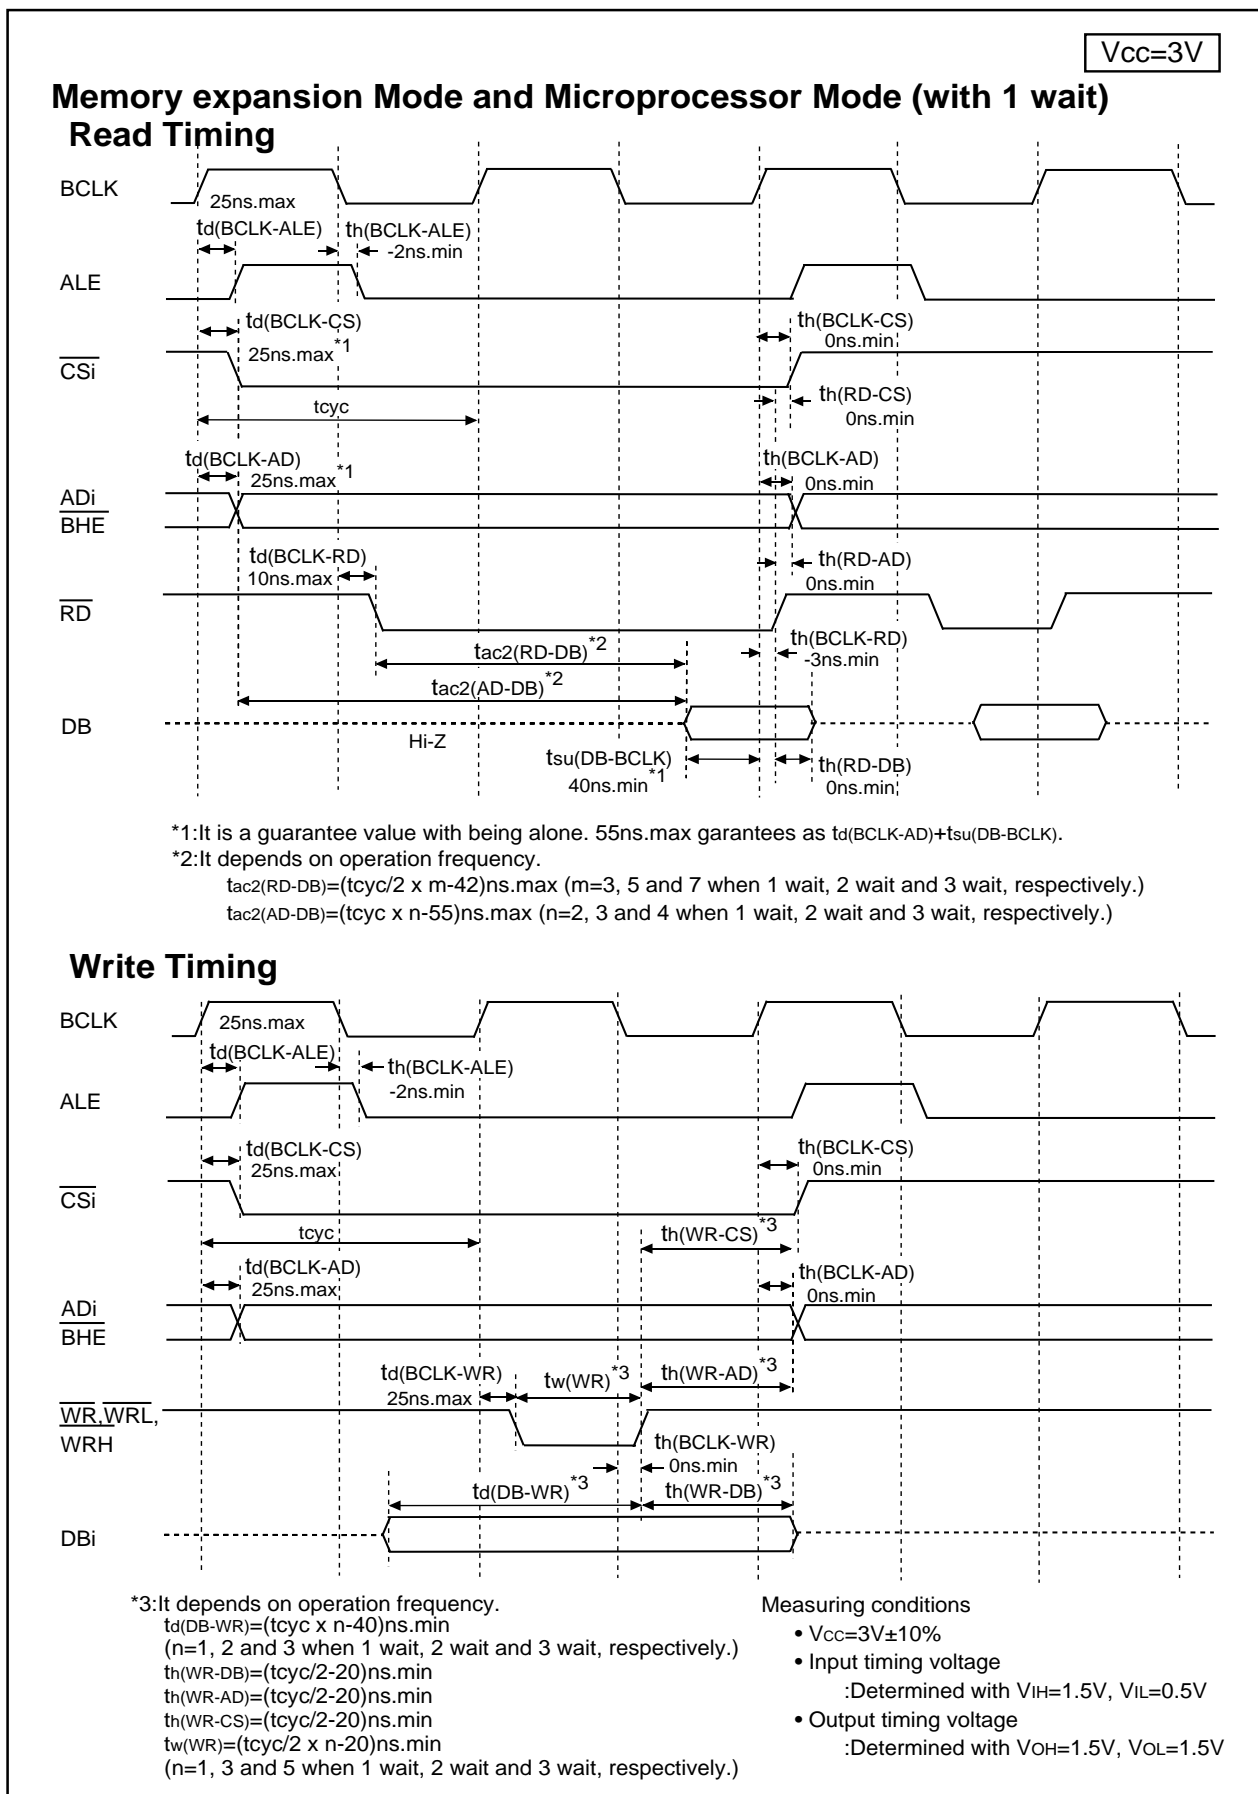 Vcc=3V
Memory expansion Mode and Microprocessor Mode (with 1 wait)
Read Timing
BCLK
25ns.max
td(BCLK-ALE)
th(BCLK-ALE)
-2ns.min
ALE
td(BCLK-CS)
25ns.max*1
th(BCLK-CS)
0ns.min
CSi
tcyc
th(RD-CS)
0ns.min
td(BCLK-AD)
25ns.max*1
th(BCLK-AD)
0ns.min
ADi
BHE
td(BCLK-RD)
10ns.max
th(RD-AD)
0ns.min
RD
tac2(RD-DB)*2
th(BCLK-RD)
-3ns.min
tac2(AD-DB)*2
DB
Hi-Z
tsu(DB-BCLK)
40ns.min*1
th(RD-DB)
0ns.min
*1:It is a guarantee value with being alone. 55ns.max garantees as td(BCLK-AD)+tsu(DB-BCLK).
*2:It depends on operation frequency.
tac2(RD-DB)=(tcyc/2 x m-42)ns.max (m=3, 5 and 7 when 1 wait, 2 wait and 3 wait, respectively.)
tac2(AD-DB)=(tcyc x n-55)ns.max (n=2, 3 and 4 when 1 wait, 2 wait and 3 wait, respectively.)
Write Timing
BCLK
25ns.max
td(BCLK-ALE)
th(BCLK-ALE)
-2ns.min
ALE
td(BCLK-CS)
25ns.max
th(BCLK-CS)
0ns.min
CSi
tcyc
th(WR-CS)*3
td(BCLK-AD)
25ns.max
th(BCLK-AD)
0ns.min
ADi
BHE
td(BCLK-WR)
25ns.max
tw(WR)*3
th(WR-AD)*3
WR,WRL,
WRH
th(BCLK-WR)
0ns.min
td(DB-WR)*3
th(WR-DB)*3
DBi
*3:It depends on operation frequency.
td(DB-WR)=(tcyc x n-40)ns.min
(n=1, 2 and 3 when 1 wait, 2 wait and 3 wait, respectively.)
th(WR-DB)=(tcyc/2-20)ns.min
th(WR-AD)=(tcyc/2-20)ns.min
th(WR-CS)=(tcyc/2-20)ns.min
tw(WR)=(tcyc/2 x n-20)ns.min
(n=1, 3 and 5 when 1 wait, 2 wait and 3 wait, respectively.)
Measuring conditions
• VCC=3V±10%
• Input timing voltage
:Determined with VIH=1.5V, VIL=0.5V
• Output timing voltage
:Determined with VOH=1.5V, VOL=1.5V